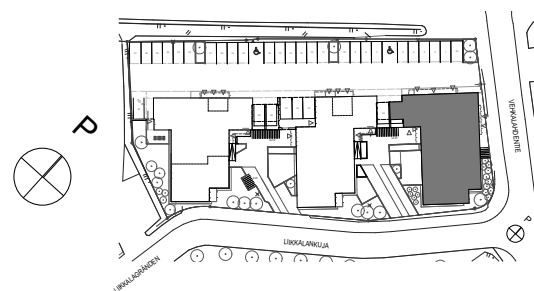 P
VEHKALAHDENTIE
P
LIIKKALANKUJA
LIIKKALAGRÄNDEN